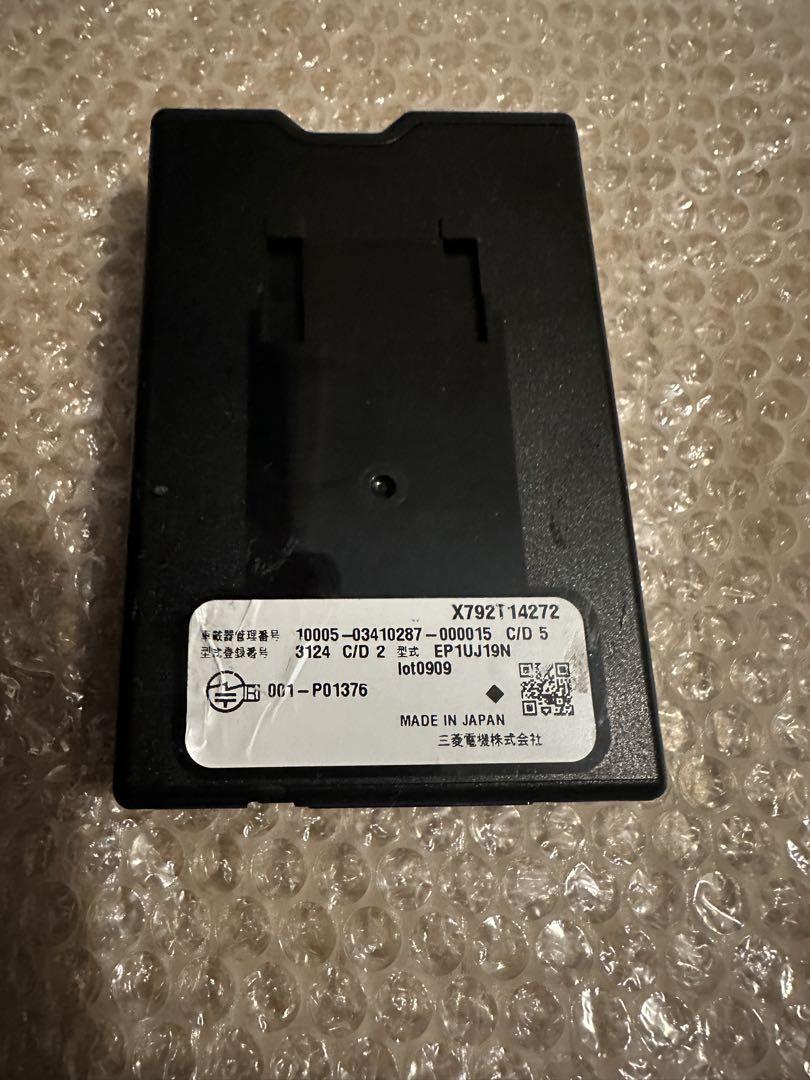 X792T14272
車載器管理番号 10005-03410287-000015 C/D 5
型式登録番号 3124 C/D 2 型式 EP1UJ19N
lot0909
R 001-P01376
MADE IN JAPAN
三菱電機株式会社